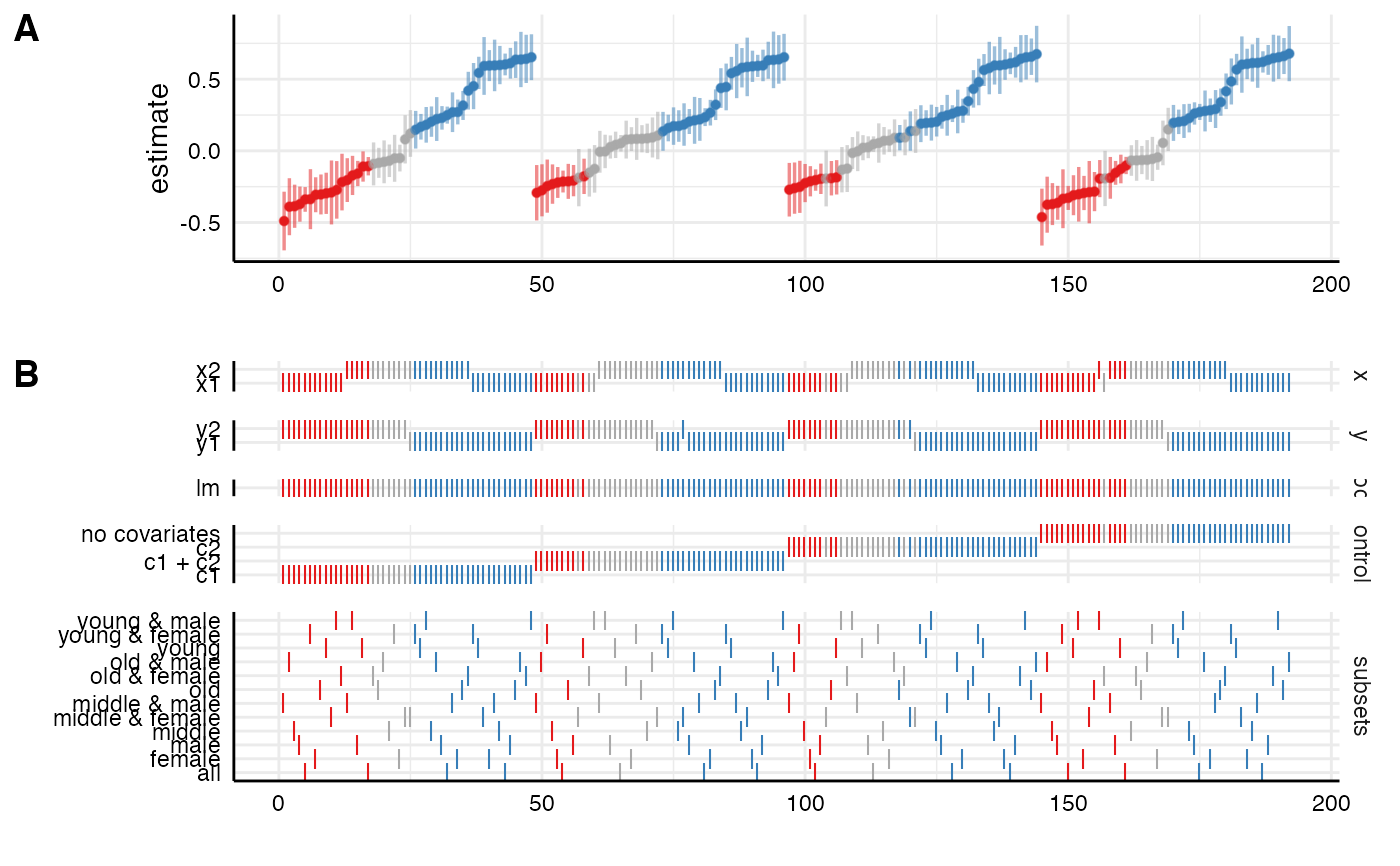 A
estimate
0.5
0.0
-0.5
0
50
100
150
200
B
x2
x1
x
y2
y1
y
lm
no covariates
c2
c1 + c2
c1
ontrol
young & male
young & female
young
old & male
old & female
old
middle & male
middle & female
middle
male
female
all
subsets
0
50
100
150
200